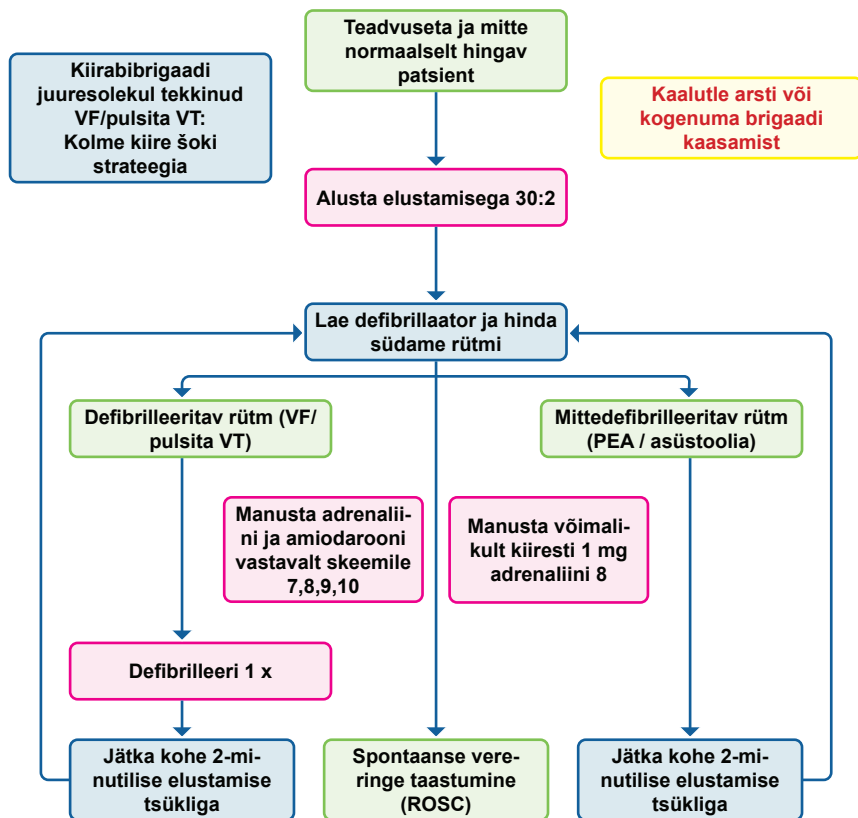 Teadvuseta ja mitte
normaalselt hingav
patsient
Kiirabibrigaadi
juuresolekul tekkinud
VF/pulsita VT:
Kolme kiire šoki
strateegia
Kaalutle arsti või
kogenuma brigaadi
kaasamist
Alusta elustamisega 30:2
Lae defibrillaator ja hinda
südame rütmi
Defibrilleeritav rütm (VF/
pulsita VT)
Mittedefibrilleeritav rütm
(PEA / asüstoolia)
Manusta adrenalii-
ni ja amiodarooni
vastavalt skeemile
7,8,9,10
Manusta võimali-
kult kiiresti 1 mg
adrenaliini 8
Defibrilleeri 1 x
Jätka kohe 2-mi-
nutilise elustamise
tsükliga
Spontaanse vere-
ringe taastumine
(ROSC)
Jätka kohe 2-mi-
nutilise elustamise
tsükliga